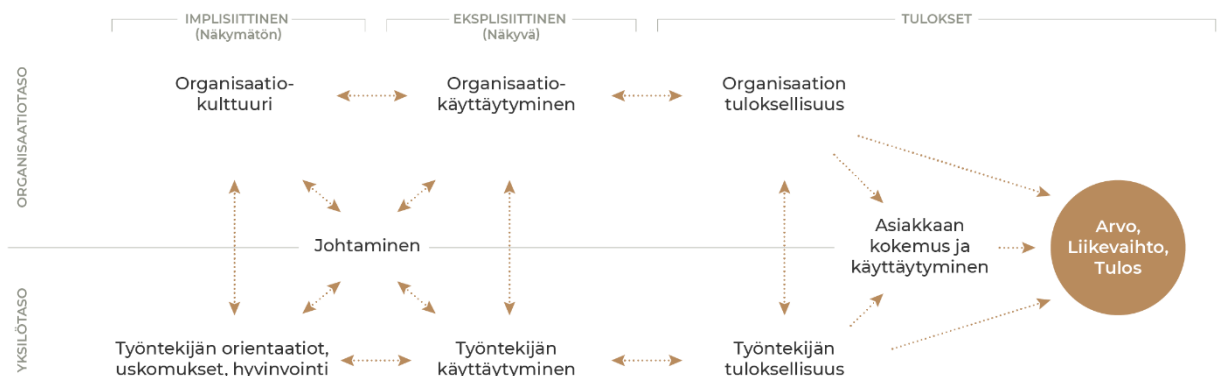 IMPLISIITTINEN
(Näkymätön)
EKSPLISIITTINEN
(Näkyvä)
TULOKSET
ORGANISAATIOTASO
Organisaatio-
kulttuuri
Organisaatio-
käyttäytyminen
Organisaation
tuloksellisuus
Johtaminen
Asiakkaan
kokemus ja
käyttäytyminen
Arvo,
Liikevaihto,
Tulos
YKSILÖTASO
Työntekijän orientaatiot,
uskomukset, hyvinvointi
Työntekijän
käyttäytyminen
Työntekijän
tuloksellisuus